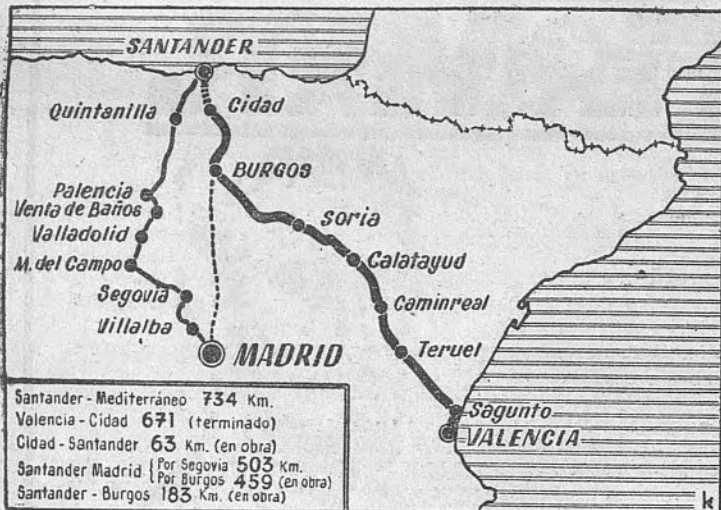 SANTANDER
Quintanilla
Cidad
BURGOS
Palencia
Venta de Baños
Soria
Valladolid
Calatayud
M. del Campo
Segovia
Caminreal
Villalba
Teruel
MADRID
Sagunto
VALENCIA
Santander - Mediterráneo 734 Km.
Valencia - Cidad 671 (terminado)
Cidad - Santander 63 Km. (en obra)
Santander Madrid { Por Segovia 503 Km.
Por Burgos 459 (en obra)
Santander - Burgos 183 Km. (en obra)
k